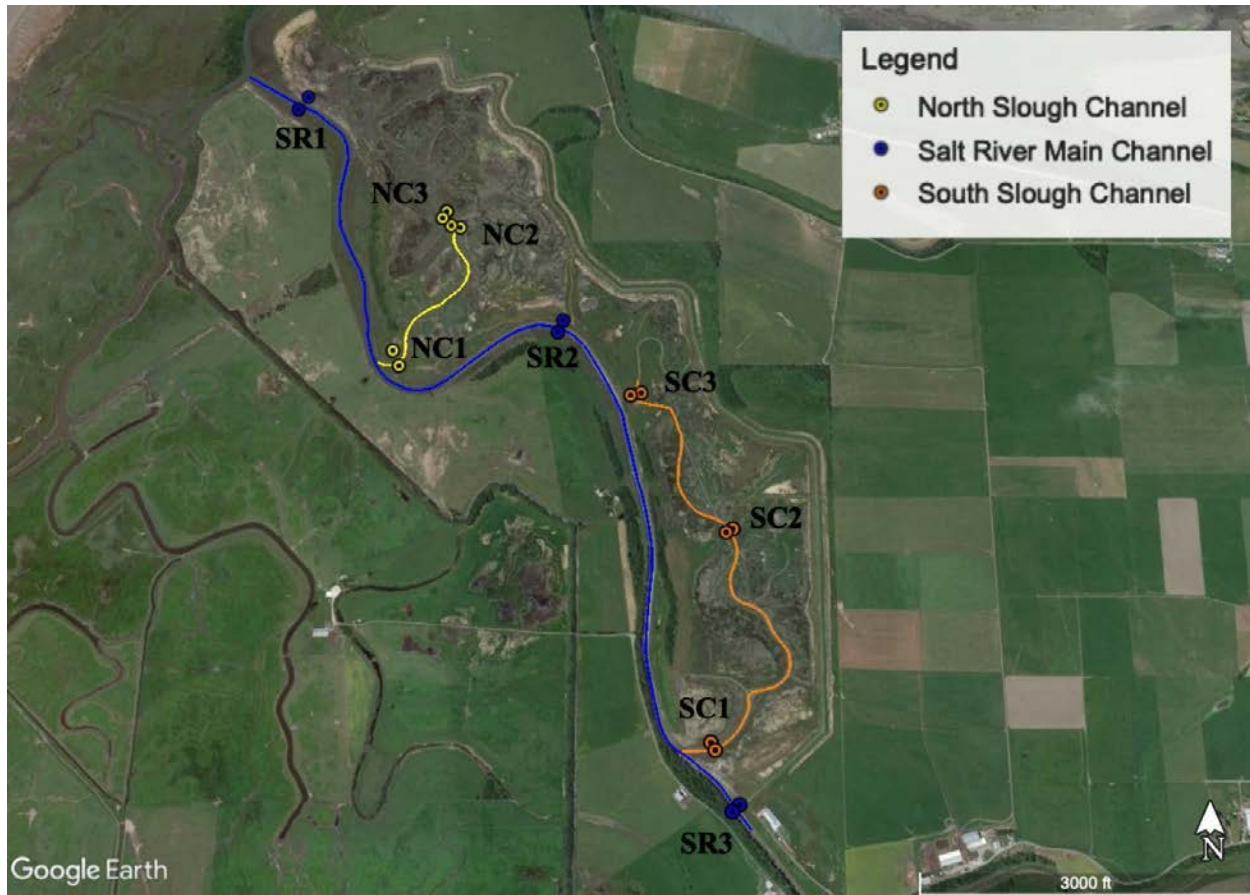 Legend
North Slough Channel
Salt River Main Channel
South Slough Channel
SR1
NC3
NC2
NC1
SR2
SC3
SC2
SC1
SR3
N
Google Earth
3000 ft